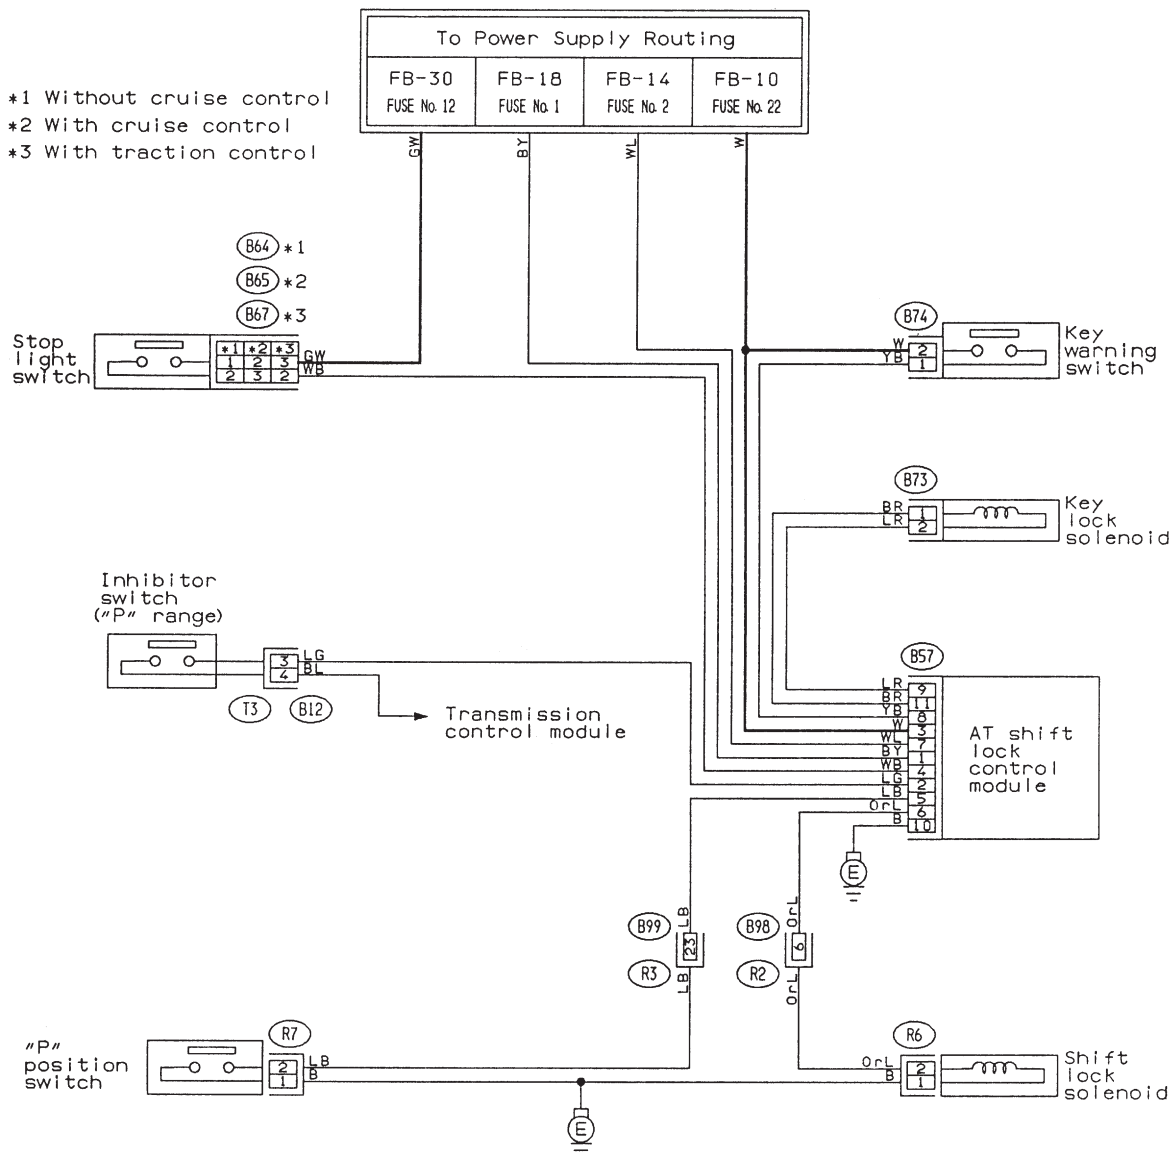 To Power Supply Routing
FB-30 FB-18 FB-14 FB-10
FUSE No. 12 FUSE No. 1 FUSE No. 2 FUSE No. 22
*1 Without cruise control
*2 With cruise control
*3 With traction control
GW BY WL W
B64 *1
B65 *2
B67 *3
Stop
light
switch
*1 *2 *3
1 2 3 GW
2 3 2 WB
B74
W 2
YB 1
Key
warning
switch
B73
BR 1
LR 2
Key
lock
solenoid
Inhibitor
switch
("P" range)
3 LG
4 BL
T3 B12
Transmission
control module
B57
LR 9
BR 11
YB 8
W 3
WL 7
BY 1
WB 4
LG 2
LB 5
OrL 6
B 10
AT shift
lock
control
module
E
LB OrL
B99 B98
23 6
R3 R2
LB OrL
"P"
position
switch
R7
2 LB
1 B
E
R6
OrL 2
B 1
Shift
lock
solenoid